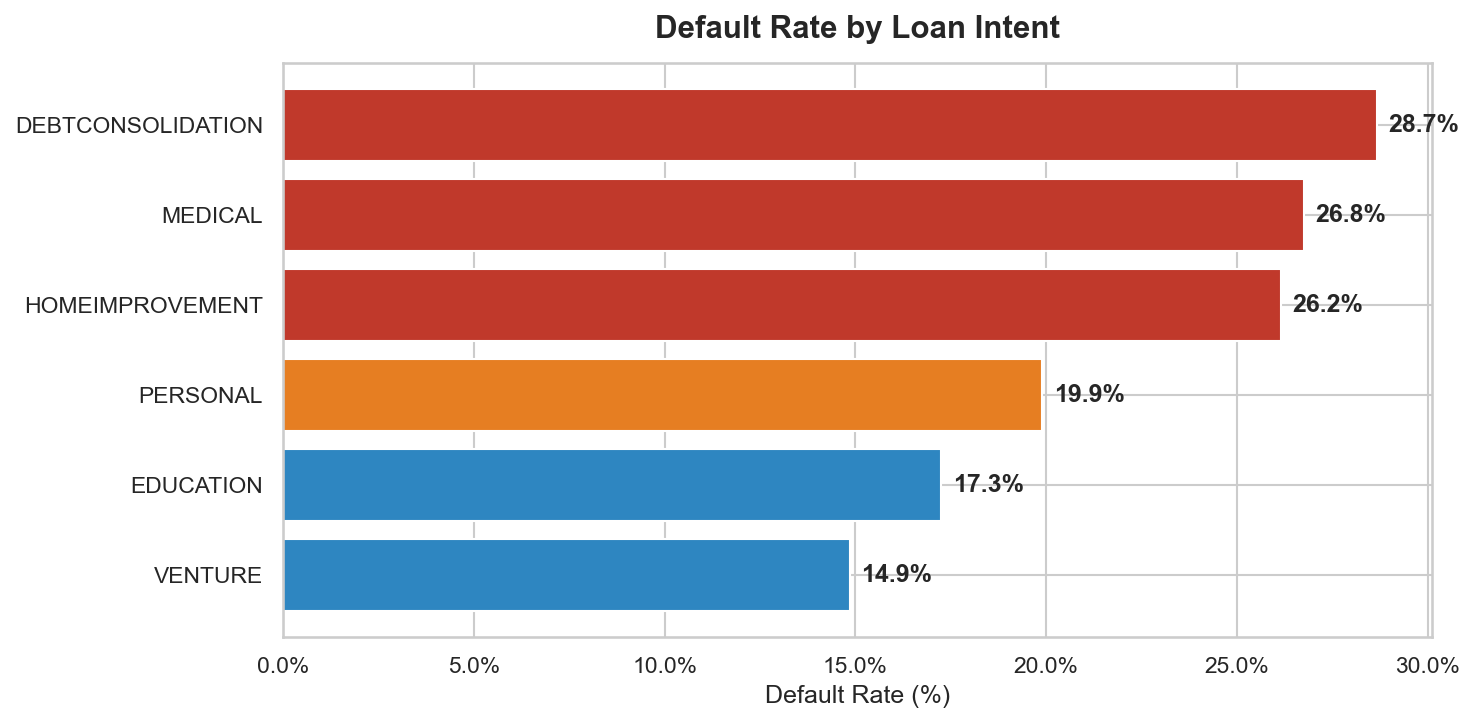 Default Rate by Loan Intent
DEBTCONSOLIDATION 28.7%
MEDICAL 26.8%
HOMEIMPROVEMENT 26.2%
PERSONAL 19.9%
EDUCATION 17.3%
VENTURE 14.9%
0.0% 5.0% 10.0% 15.0% 20.0% 25.0% 30.0%
Default Rate (%)